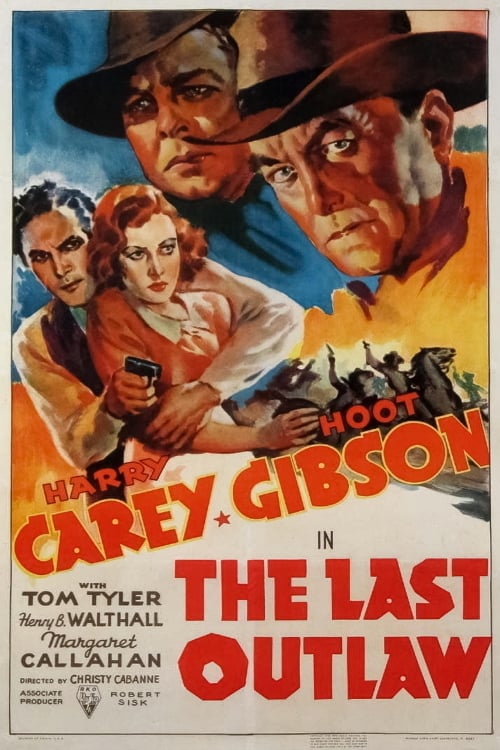 HARRY CAREY ★ HOOT GIBSON
IN
THE LAST
OUTLAW
WITH
TOM TYLER
Henry B. WALTHALL
Margaret
CALLAHAN
DIRECTED BY CHRISTY CABANNE
ASSOCIATE
PRODUCER
ROBERT
SISK